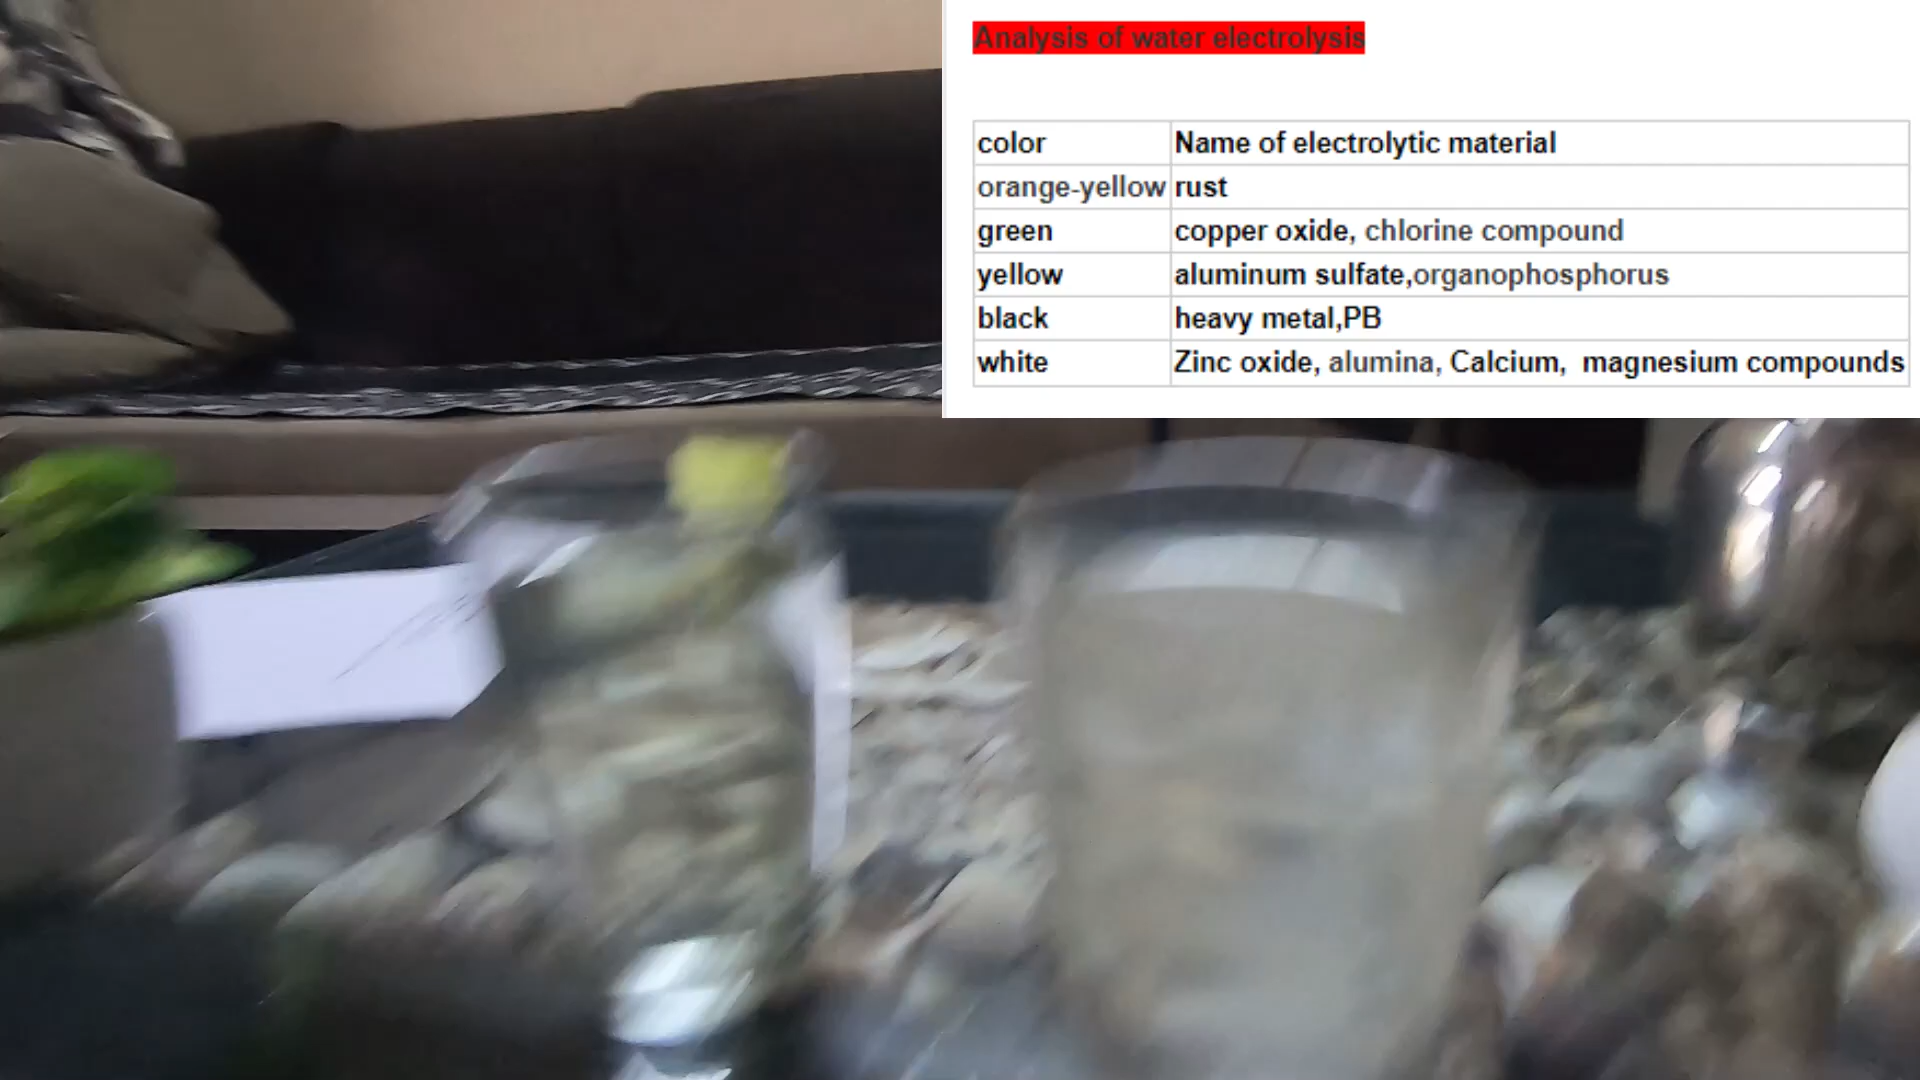 Analysis of water electrolysis
color Name of electrolytic material
orange-yellow rust
green copper oxide, chlorine compound
yellow aluminum sulfate,organophosphorus
black heavy metal,PB
white Zinc oxide, alumina, Calcium, magnesium compounds